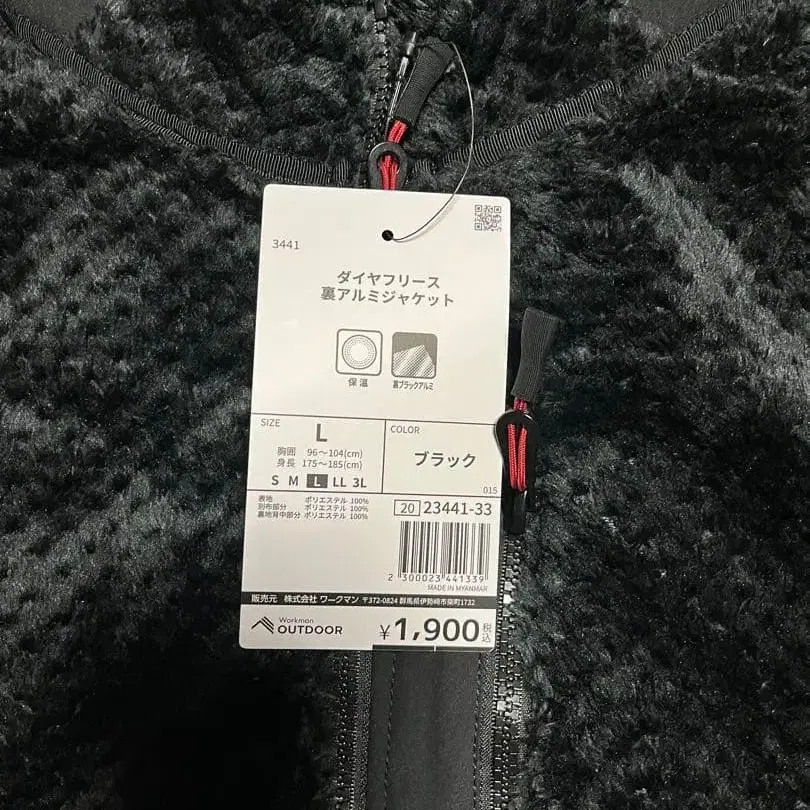 3441
ダイヤフリース
裏アルミジャケット
保温
裏ブラックアルミ
SIZE
L
胸囲 96～104(cm)
身長 175～185(cm)
S M L LL 3L
COLOR
ブラック
015
表地 ポリエステル 100%
別布部分 ポリエステル 100%
裏地背中部分 ポリエステル 100%
20 23441-33
2 300023 441339
MADE IN MYANMAR
販売元 株式会社 ワークマン 〒372-0824 群馬県伊勢崎市柴町1732
Workman
OUTDOOR
¥1,900税込